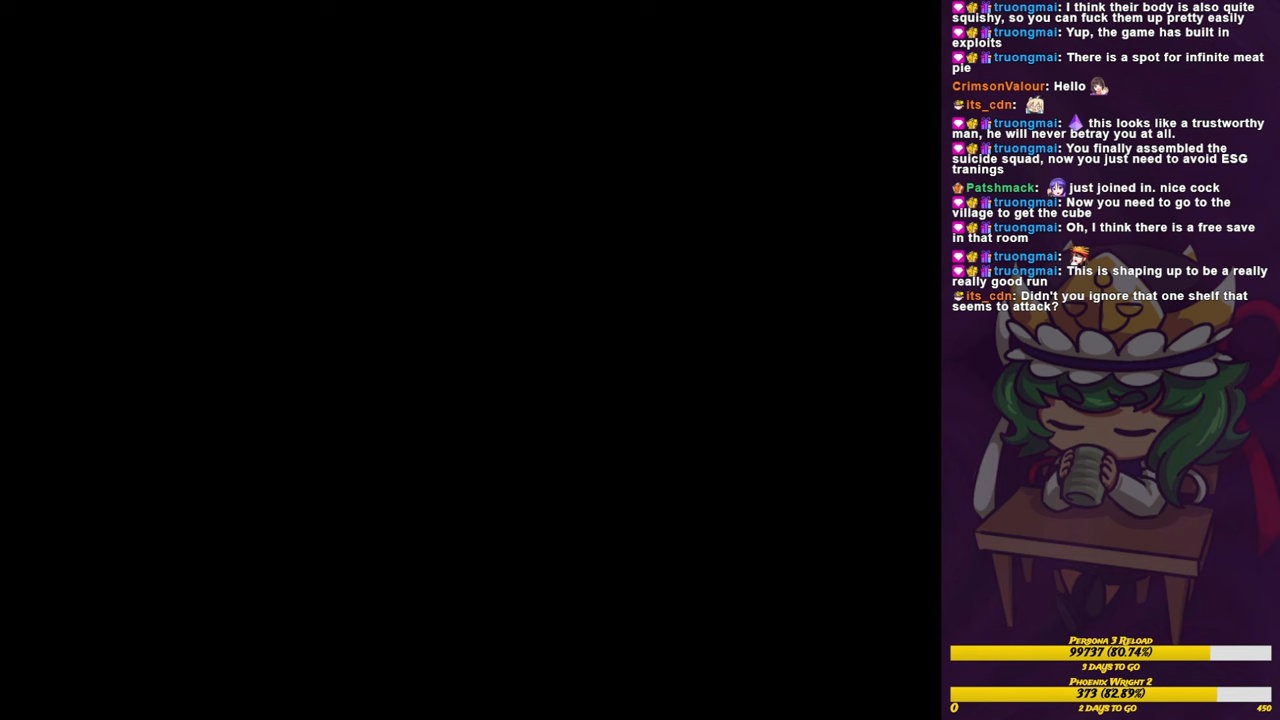 truongmai: I think their body is also quite
squishy, so you can fuck them up pretty easily
truongmai: Yup, the game has built in
exploits
truongmai: There is a spot for infinite meat
pie
CrimsonValour: Hello
its_cdn:
truongmai: this looks like a trustworthy
man, he will never betray you at all.
truongmai: You finally assembled the
suicide squad, now you just need to avoid ESG
tranings
Patshmack: just joined in. nice cock
truongmai: Now you need to go to the
village to get the cube
truongmai: Oh, I think there is a free save
in that room
truongmai:
truongmai: This is shaping up to be a really
really good run
its_cdn: Didn't you ignore that one shelf that
seems to attack?
Persona 3 Reload
99737 (80.74%)
3 days to go
Phoenix Wright 2
373 (82.89%)
0 2 days to go 450